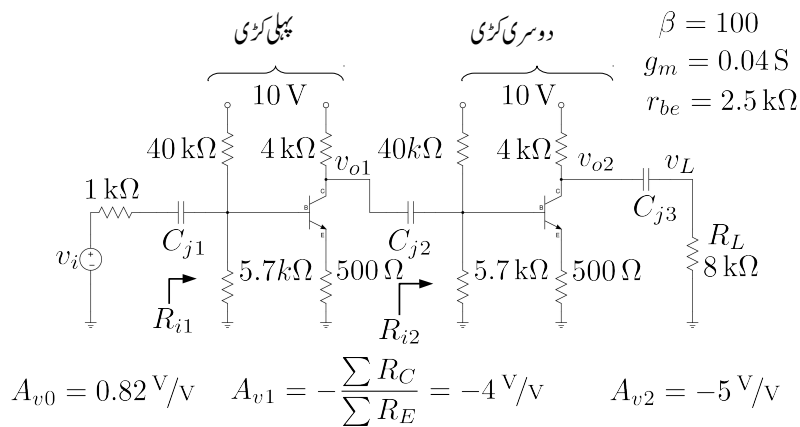 پہلی کڑی دوسری کڑی β = 100
g_m = 0.04 S
10 V 10 V r_be = 2.5 kΩ
40 kΩ 4 kΩ v_o1 40kΩ 4 kΩ v_o2 v_L
C B E C B E
1 kΩ C_j1 C_j2 C_j3
v_i + − 5.7kΩ 500 Ω 5.7 kΩ 500 Ω R_L
8 kΩ
R_i1 R_i2
A_v0 = 0.82 V/V A_v1 = −∑ R_C / ∑ R_E = −4 V/V A_v2 = −5 V/V